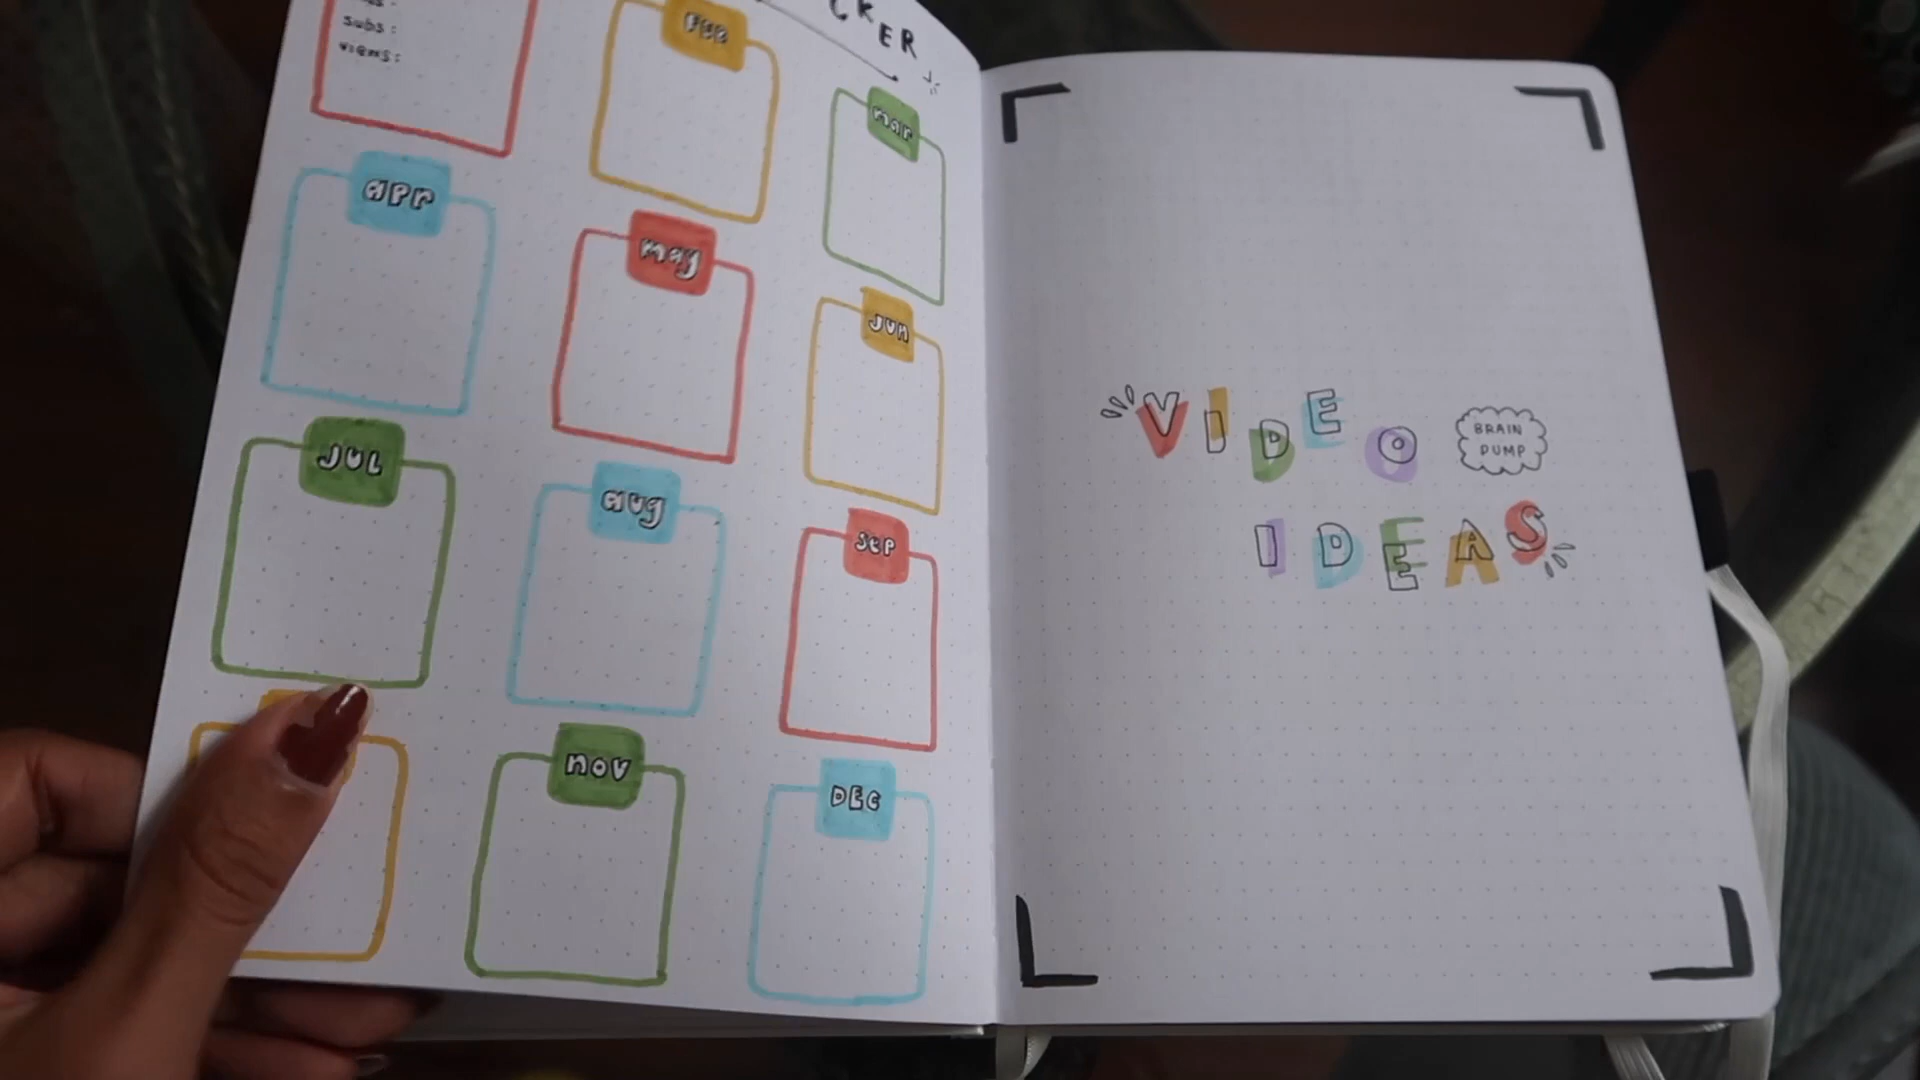 CKER
subs:
views:
FEB
mar
apr
may
JUN
JUL
aug
SEP
nov
DEC
VIDEO
BRAIN
DUMP
IDEAS